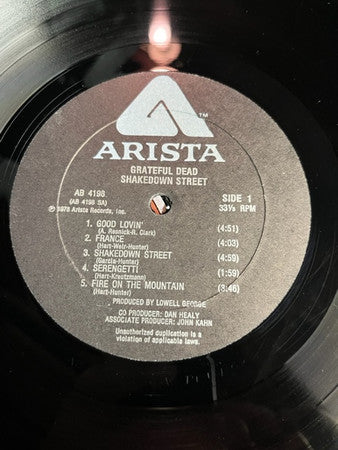 ™
ARISTA
GRATEFUL DEAD
SHAKEDOWN STREET
AB 4198
(AB 4198 SA)
℗ 1978 Arista Records, Inc.
SIDE 1
33⅓ RPM
1. GOOD LOVIN' (4:51)
(A. Resnick-R. Clark)
2. FRANCE (4:03)
(Hart-Weir-Hunter)
3. SHAKEDOWN STREET (4:59)
(Garcia-Hunter)
4. SERENGETTI (1:59)
(Hart-Kreutzmann)
5. FIRE ON THE MOUNTAIN (3:46)
(Hart-Hunter)
PRODUCED BY LOWELL GEORGE
CO PRODUCER: DAN HEALY
ASSOCIATE PRODUCER: JOHN KAHN
Unauthorized duplication is a
violation of applicable laws.